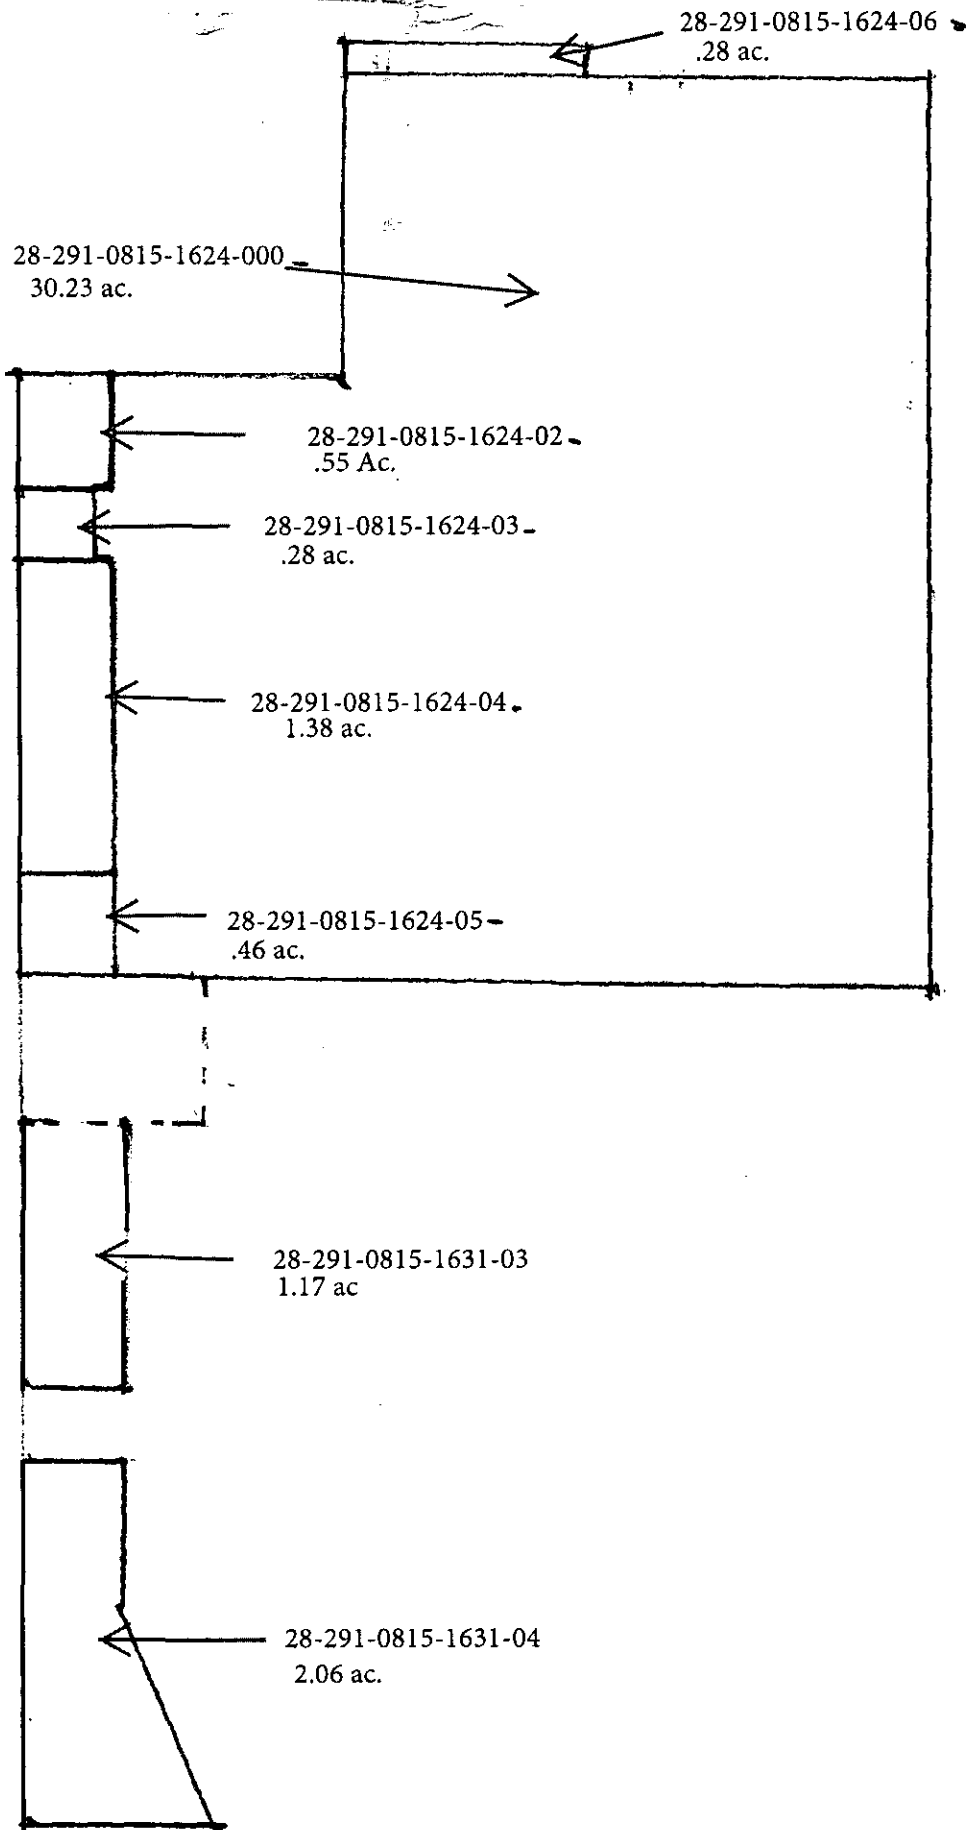 28-291-0815-1624-06
.28 ac.
28-291-0815-1624-000
30.23 ac.
28-291-0815-1624-02
.55 Ac.
28-291-0815-1624-03
.28 ac.
28-291-0815-1624-04
1.38 ac.
28-291-0815-1624-05
.46 ac.
28-291-0815-1631-03
1.17 ac
28-291-0815-1631-04
2.06 ac.